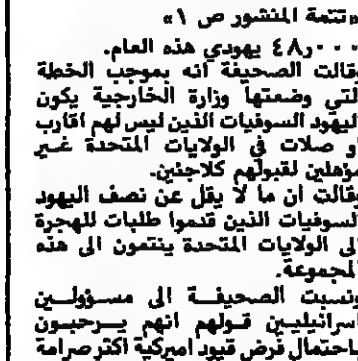 «تتمة المنشور ص ١»
٤٨٫٠٠٠ يهودي هذه العام.
وقالت الصحيفة انه بموجب الخطة
التي وضعتها وزارة الخارجية يكون
اليهود السوفيات الذين ليس لهم اقارب
او صلات في الولايات المتحدة غير
مؤهلين لقبولهم كلاجئين.
وقالت ان ما لا يقل عن نصف اليهود
السوفيات الذين قدموا طلبات للهجرة
الى الولايات المتحدة ينتمون الى هذه
المجموعة.
ونسبت الصحيفة الى مسؤولين
اسرائيليين قولهم انهم يرحبون
باحتمال فرض قيود اميركية اكثر صرامة